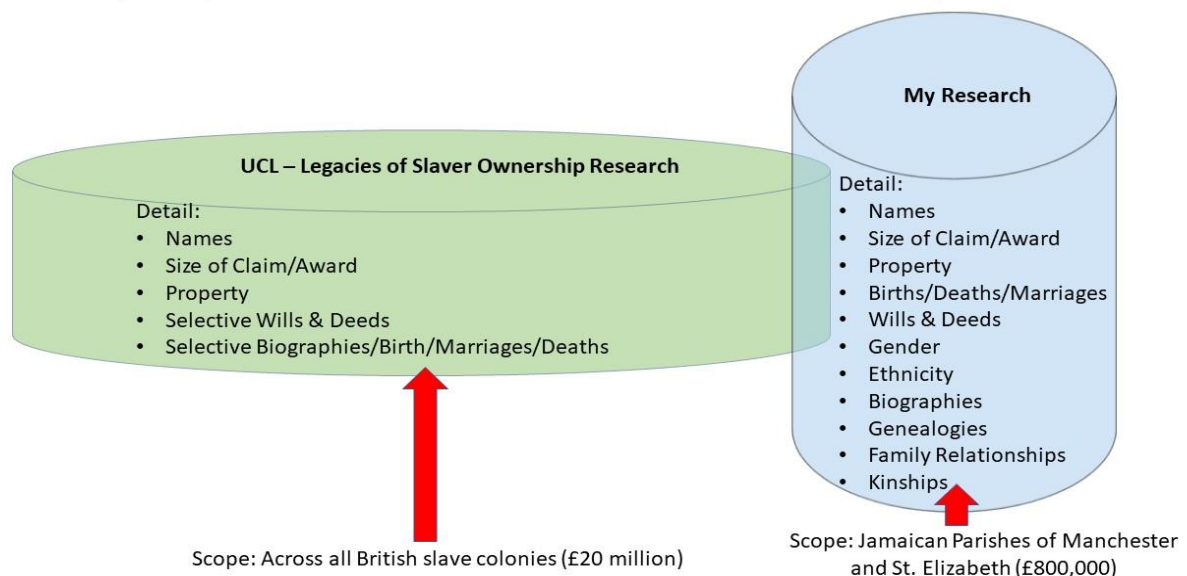 UCL – Legacies of Slaver Ownership Research
Detail:
• Names
• Size of Claim/Award
• Property
• Selective Wills & Deeds
• Selective Biographies/Birth/Marriages/Deaths
Scope: Across all British slave colonies (£20 million)
My Research
Detail:
• Names
• Size of Claim/Award
• Property
• Births/Deaths/Marriages
• Wills & Deeds
• Gender
• Ethnicity
• Biographies
• Genealogies
• Family Relationships
• Kinships
Scope: Jamaican Parishes of Manchester
and St. Elizabeth (£800,000)